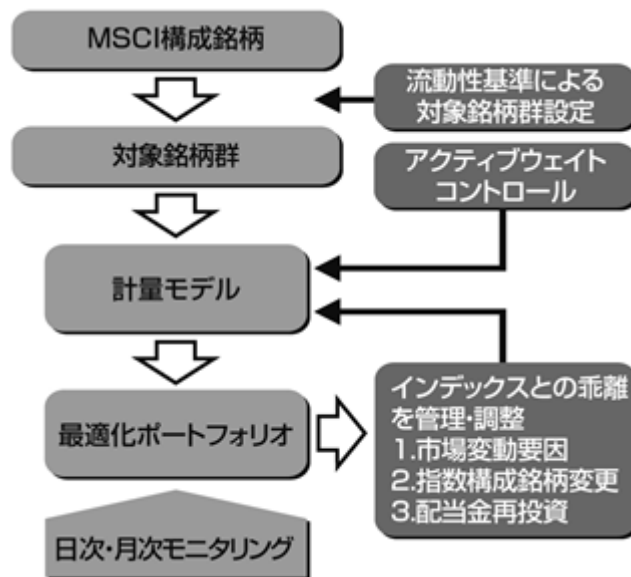 MSCI構成銘柄
流動性基準による
対象銘柄群設定
対象銘柄群
アクティブウェイト
コントロール
計量モデル
最適化ポートフォリオ
インデックスとの乖離
を管理・調整
1.市場変動要因
2.指数構成銘柄変更
3.配当金再投資
日次・月次モニタリング